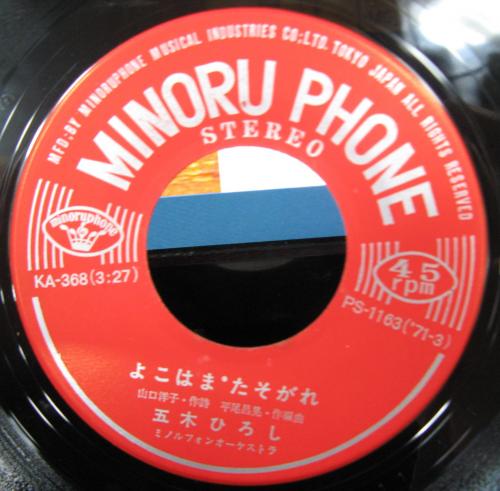 MFD. BY MINORUPHONE MUSICAL INDUSTRIES CO; LTD. TOKYO JAPAN ALL RIGHTS RESERVED
MINORU PHONE
STEREO
minoruphone
KA-368(3:27)
45
rpm
PS-1163('71-3)
よこはま・たそがれ
山口洋子・作詩 平尾昌晃・作編曲
五木ひろし
ミノルフォンオーケストラ